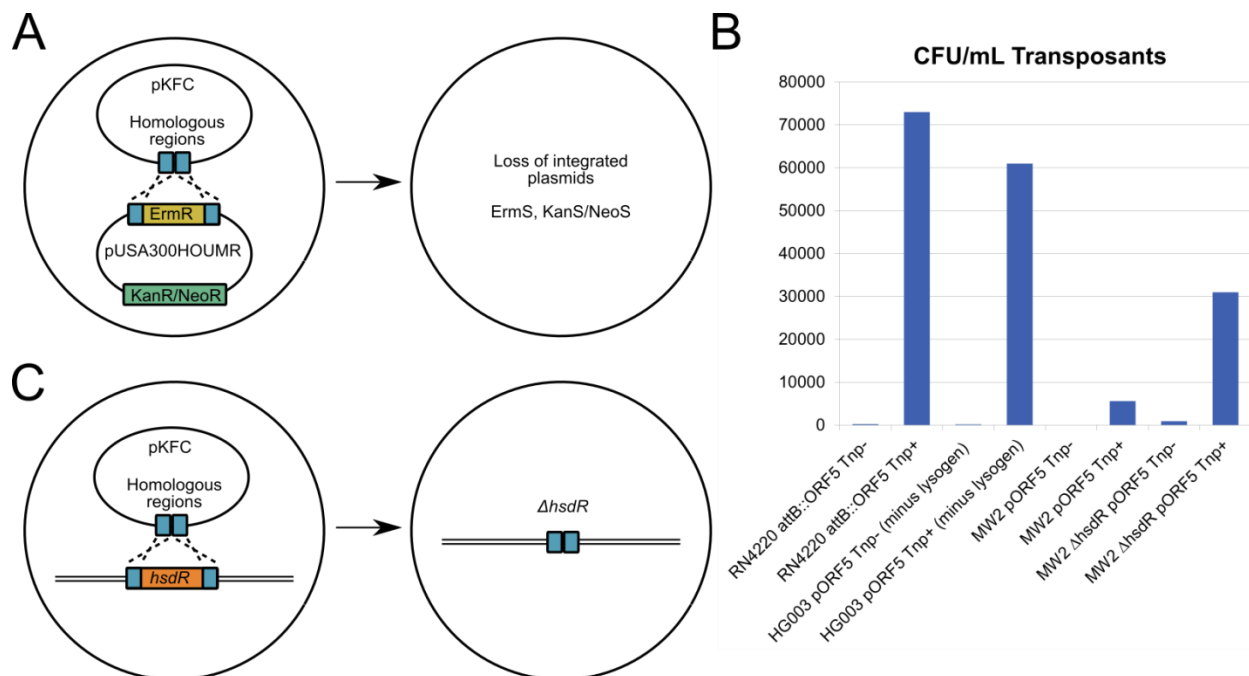 A
pKFC
Homologous
regions
ErmR
pUSA300HOUMR
KanR/NeoR
Loss of integrated
plasmids
ErmS, KanS/NeoS
B
CFU/mL Transposants
80000
70000
60000
50000
40000
30000
20000
10000
0
RN4220 attB::ORF5 Tnp-
RN4220 attB::ORF5 Tnp+
HG003 pORF5 Tnp- (minus lysogen)
HG003 pORF5 Tnp+ (minus lysogen)
MW2 pORF5 Tnp-
MW2 pORF5 Tnp+
MW2 ΔhsdR pORF5 Tnp-
MW2 ΔhsdR pORF5 Tnp+
C
pKFC
Homologous
regions
hsdR
ΔhsdR